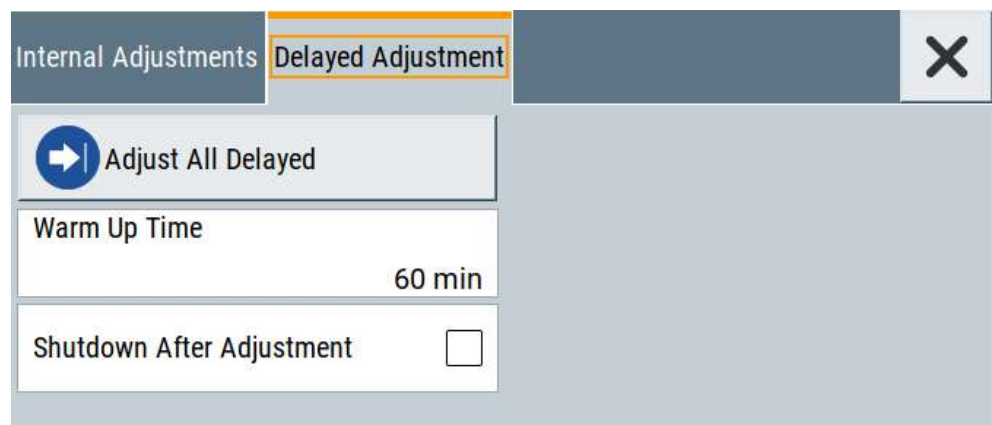 Internal Adjustments
Delayed Adjustment
Adjust All Delayed
Warm Up Time
60 min
Shutdown After Adjustment